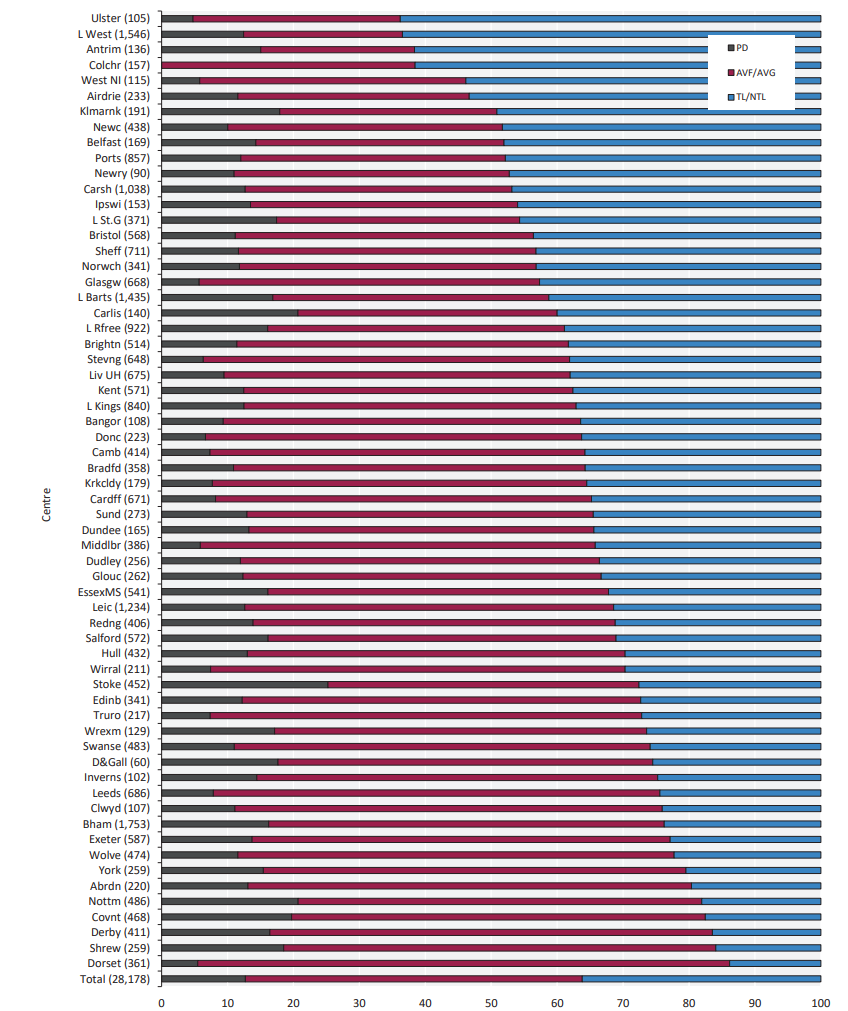 Ulster (105)
L West (1,546)
Antrim (136)
Colchr (157)
West NI (115)
Airdrie (233)
Klmarnk (191)
Newc (438)
Belfast (169)
Ports (857)
Newry (90)
Carsh (1,038)
Ipswi (153)
L St.G (371)
Bristol (568)
Sheff (711)
Norwch (341)
Glasgw (668)
L Barts (1,435)
Carlis (140)
L Rfree (922)
Brightn (514)
Stevng (648)
Liv UH (675)
Kent (571)
L Kings (840)
Bangor (108)
Donc (223)
Camb (414)
Bradfd (358)
Krkcldy (179)
Cardff (671)
Sund (273)
Dundee (165)
Middlbr (386)
Dudley (256)
Glouc (262)
EssexMS (541)
Leic (1,234)
Redng (406)
Salford (572)
Hull (432)
Wirral (211)
Stoke (452)
Edinb (341)
Truro (217)
Wrexm (129)
Swanse (483)
D&Gall (60)
Inverns (102)
Leeds (686)
Clwyd (107)
Bham (1,753)
Exeter (587)
Wolve (474)
York (259)
Abrdn (220)
Nottm (486)
Covnt (468)
Derby (411)
Shrew (259)
Dorset (361)
Total (28,178)
Centre
PD
AVF/AVG
TL/NTL
0 10 20 30 40 50 60 70 80 90 100